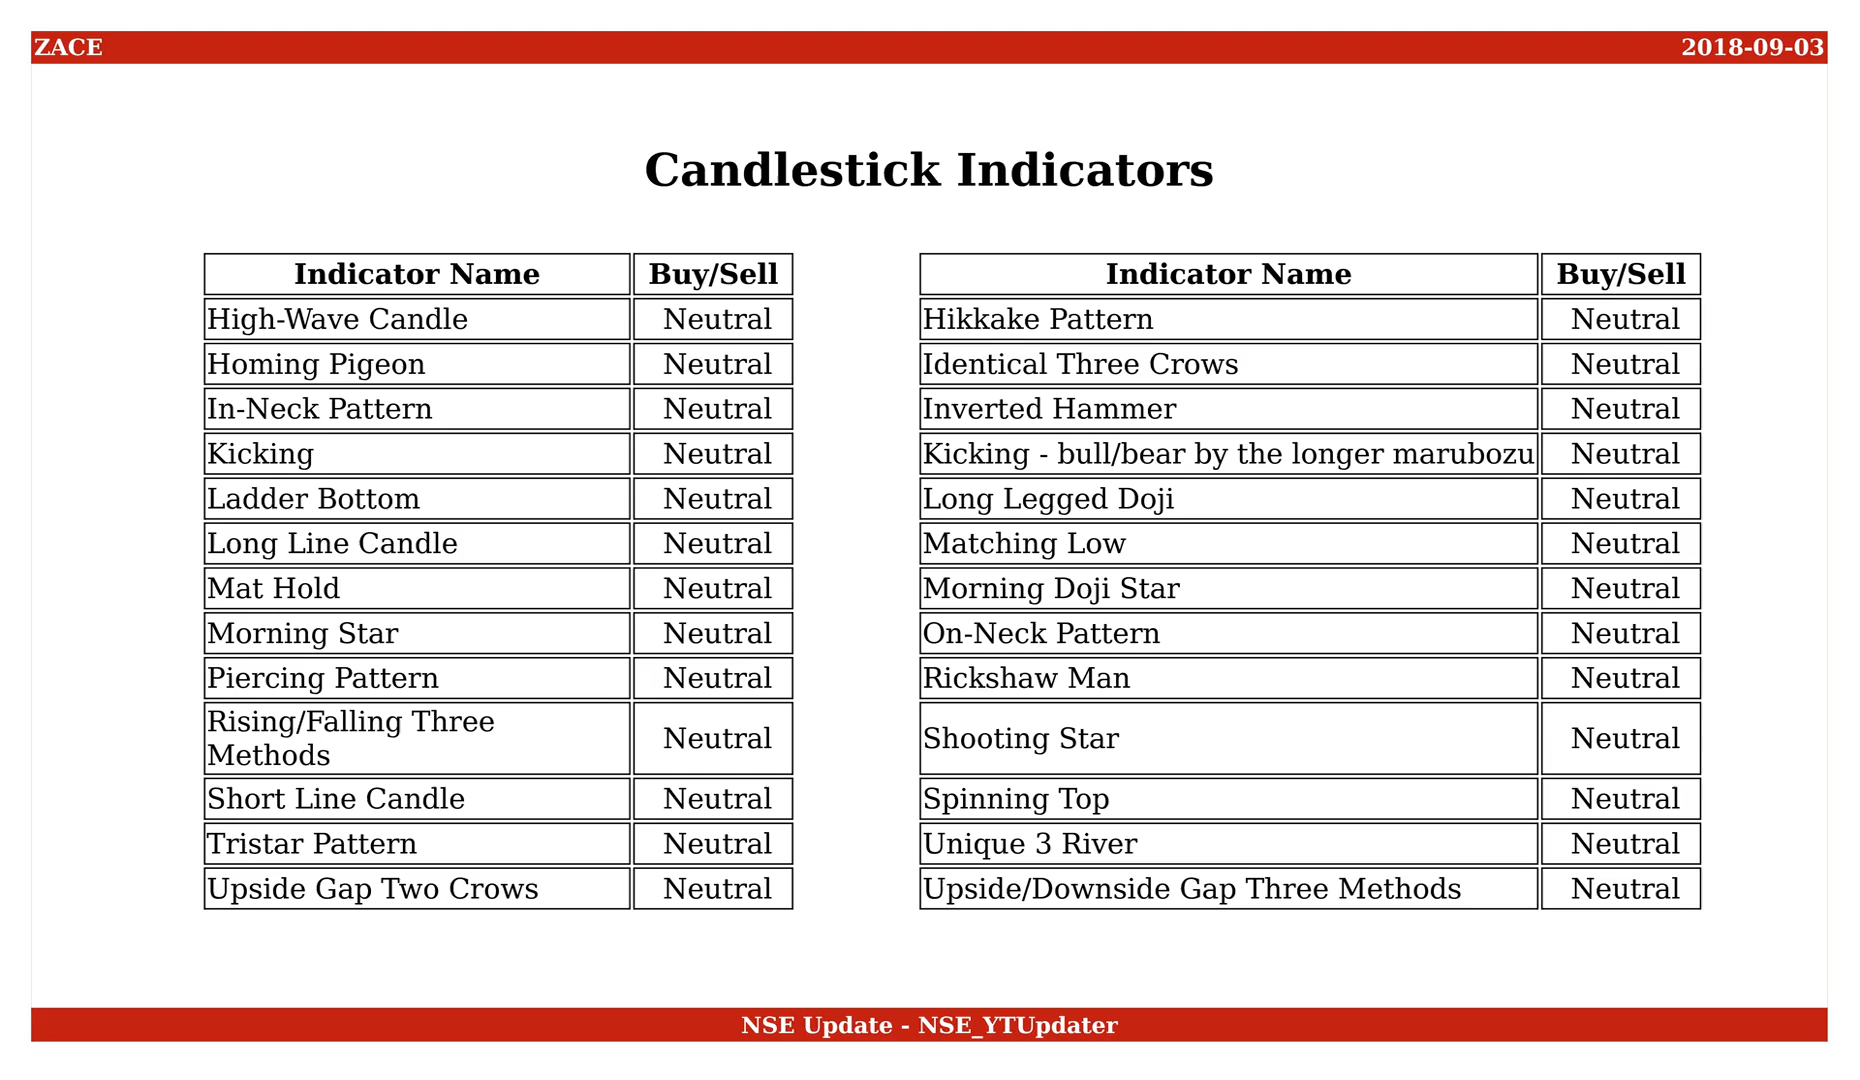 ZACE 2018-09-03
Candlestick Indicators
Indicator Name Buy/Sell Indicator Name Buy/Sell
High-Wave Candle Neutral Hikkake Pattern Neutral
Homing Pigeon Neutral Identical Three Crows Neutral
In-Neck Pattern Neutral Inverted Hammer Neutral
Kicking Neutral Kicking - bull/bear by the longer marubozu Neutral
Ladder Bottom Neutral Long Legged Doji Neutral
Long Line Candle Neutral Matching Low Neutral
Mat Hold Neutral Morning Doji Star Neutral
Morning Star Neutral On-Neck Pattern Neutral
Piercing Pattern Neutral Rickshaw Man Neutral
Rising/Falling Three
Methods Neutral Shooting Star Neutral
Short Line Candle Neutral Spinning Top Neutral
Tristar Pattern Neutral Unique 3 River Neutral
Upside Gap Two Crows Neutral Upside/Downside Gap Three Methods Neutral
NSE Update - NSE_YTUpdater